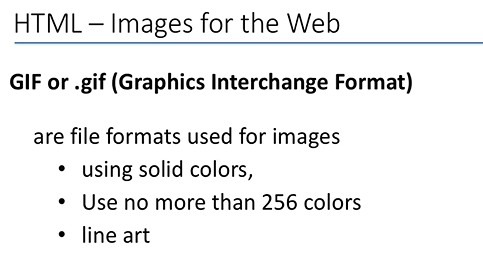 HTML – Images for the Web
GIF or .gif (Graphics Interchange Format)
are file formats used for images
• using solid colors,
• Use no more than 256 colors
• line art